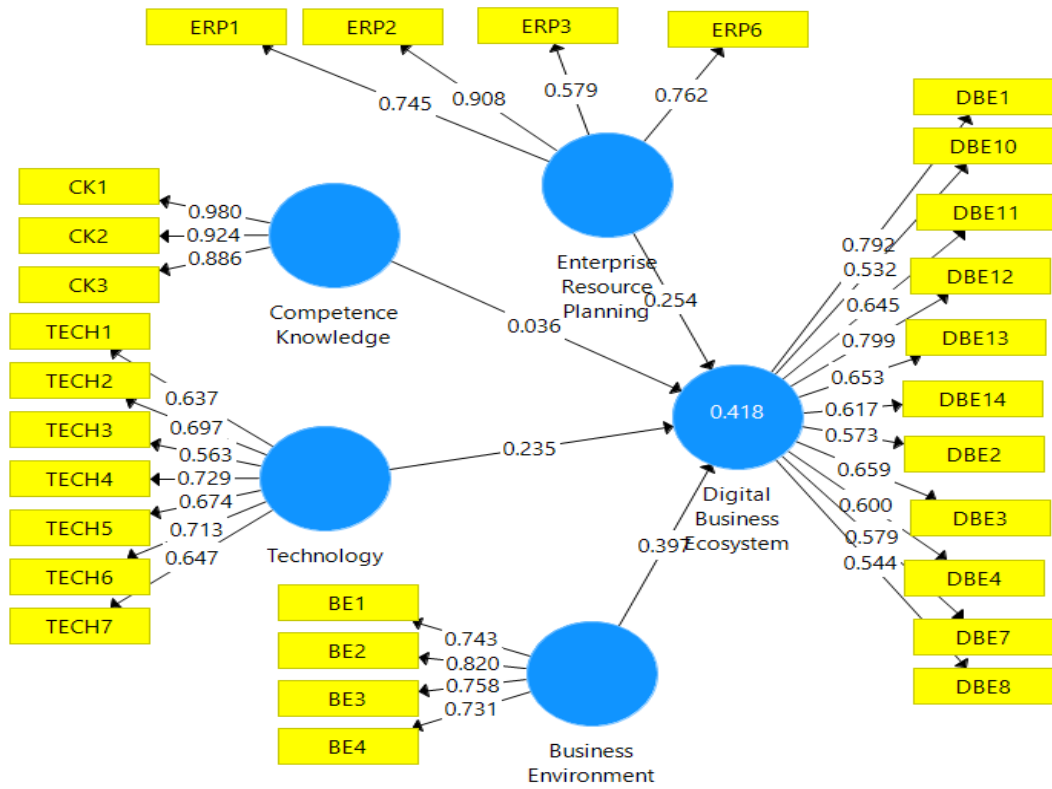 ERP1
ERP2
ERP3
ERP6
0.745
0.908
0.579
0.762
CK1
CK2
CK3
0.980
0.924
0.886
Competence
Knowledge
Enterprise
Resource
Planning
0.254
0.036
TECH1
TECH2
TECH3
TECH4
TECH5
TECH6
TECH7
0.637
0.697
0.563
0.729
0.674
0.713
0.647
Technology
0.235
0.418
Digital
Business
Ecosystem
0.397
BE1
BE2
BE3
BE4
0.743
0.820
0.758
0.731
Business
Environment
0.792
0.532
0.645
0.799
0.653
0.617
0.573
0.659
0.600
0.579
0.544
DBE1
DBE10
DBE11
DBE12
DBE13
DBE14
DBE2
DBE3
DBE4
DBE7
DBE8